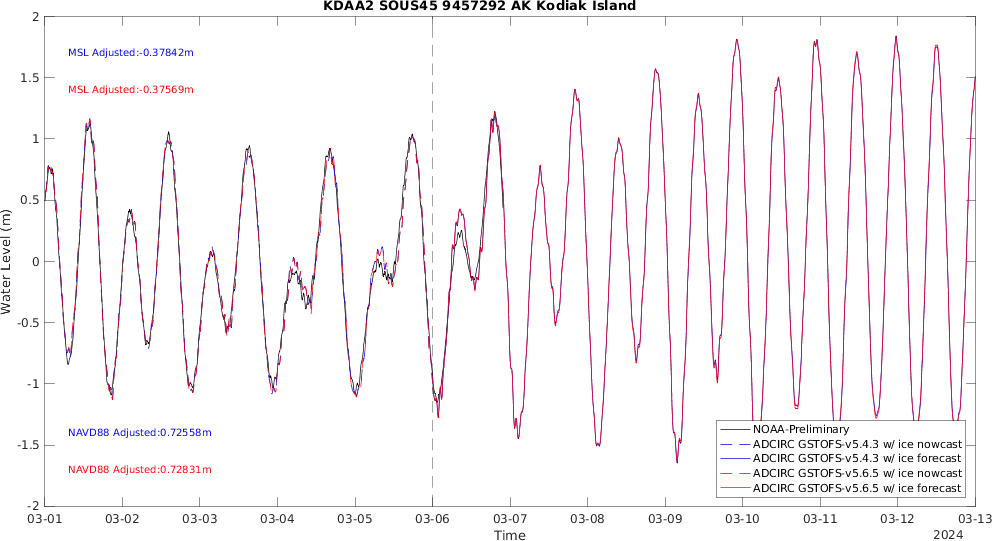 KDAA2 SOUS45 9457292 AK Kodiak Island
2
1.5
1
0.5
0
-0.5
-1
-1.5
-2
Water Level (m)
MSL Adjusted:-0.37842m
MSL Adjusted:-0.37569m
NAVD88 Adjusted:0.72558m
NAVD88 Adjusted:0.72831m
NOAA-Preliminary
ADCIRC GSTOFS-v5.4.3 w/ ice nowcast
ADCIRC GSTOFS-v5.4.3 w/ ice forecast
ADCIRC GSTOFS-v5.6.5 w/ ice nowcast
ADCIRC GSTOFS-v5.6.5 w/ ice forecast
03-01 03-02 03-03 03-04 03-05 03-06 03-07 03-08 03-09 03-10 03-11 03-12 03-13
Time
2024